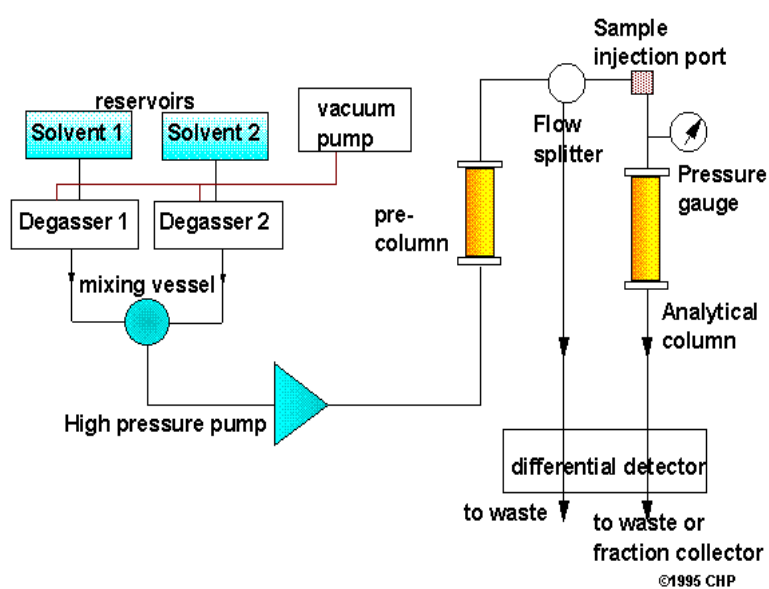 Sample
injection port
reservoirs
Solvent 1
Solvent 2
vacuum
pump
Flow
splitter
Pressure
gauge
pre-
column
Degasser 1
Degasser 2
mixing vessel
Analytical
column
High pressure pump
differential detector
to waste
to waste or
fraction collector
©1995 CHP